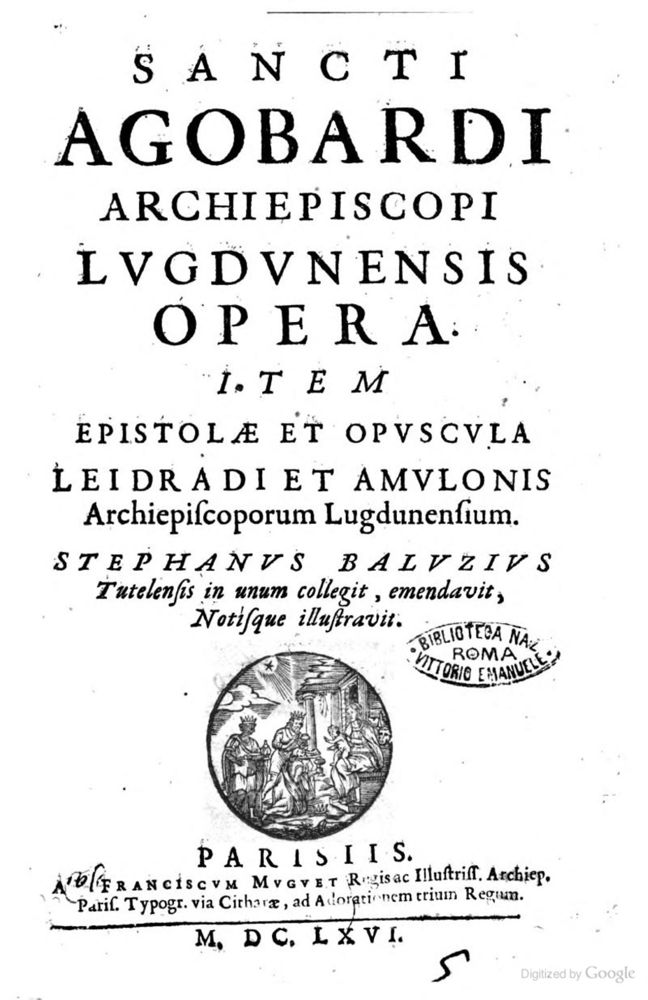 SANCTI
AGOBARDI
ARCHIEPISCOPI
LVGDVNENSIS
OPERA.
ITEM
EPISTOLÆ ET OPVSCVLA
LEIDRADI ET AMVLONIS
Archiepiſcoporum Lugdunenſium.
STEPHANVS BALVZIVS
Tutelenſis in unum collegit, emendavit,
Notiſque illuſtravit.
BIBLIOTECA NAZ.
ROMA
VITTORIO EMANUELE
PARISIIS.
FRANCISCVM MVGVET Regis ac Illuſtriſſ. Archiep.
Pariſ. Typogr. via Citharæ, ad Adorationem trium Regum.
M. DC. LXVI.
5
Digitized by Google